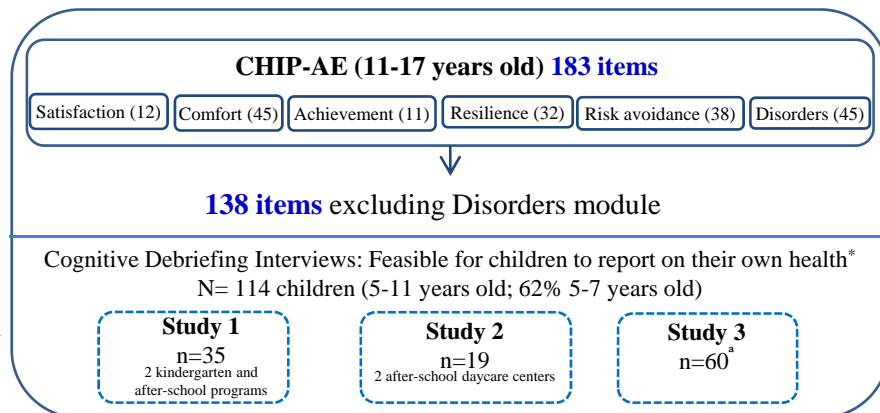 CHIP-AE (11-17 years old) 183 items
Satisfaction (12) Comfort (45) Achievement (11) Resilience (32) Risk avoidance (38) Disorders (45)
138 items excluding Disorders module
Cognitive Debriefing Interviews: Feasible for children to report on their own health*
N= 114 children (5-11 years old; 62% 5-7 years old)
Study 1
n=35
2 kindergarten and
after-school programs
Study 2
n=19
2 after-school daycare centers
Study 3
n=60a